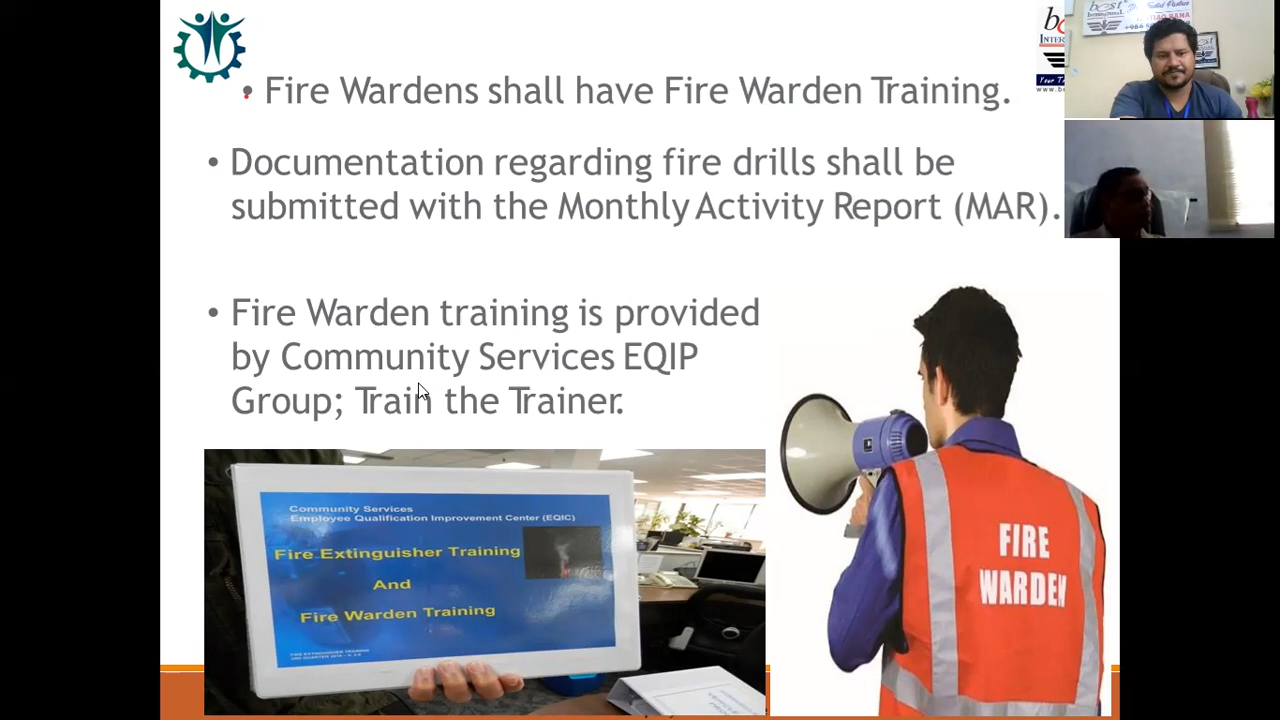 • Fire Wardens shall have Fire Warden Training.
• Documentation regarding fire drills shall be
submitted with the Monthly Activity Report (MAR).
• Fire Warden training is provided
by Community Services EQIP
Group; Train the Trainer.
Community Services
Employee Qualification Improvement Center (EQIC)
Fire Extinguisher Training
And
Fire Warden Training
FIRE
WARDEN
best
INTERNATIONAL